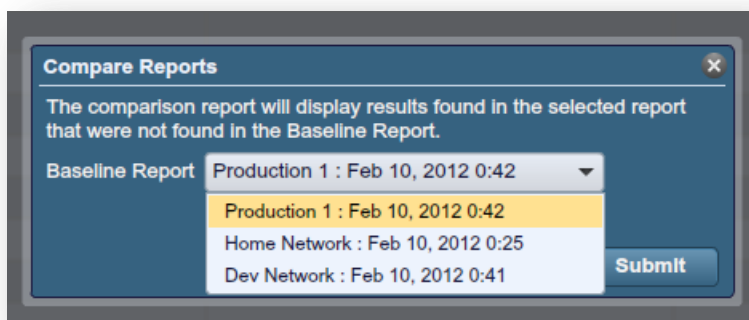 Compare Reports
The comparison report will display results found in the selected report
that were not found in the Baseline Report.
Baseline Report Production 1 : Feb 10, 2012 0:42
Production 1 : Feb 10, 2012 0:42
Home Network : Feb 10, 2012 0:25
Dev Network : Feb 10, 2012 0:41
Submit